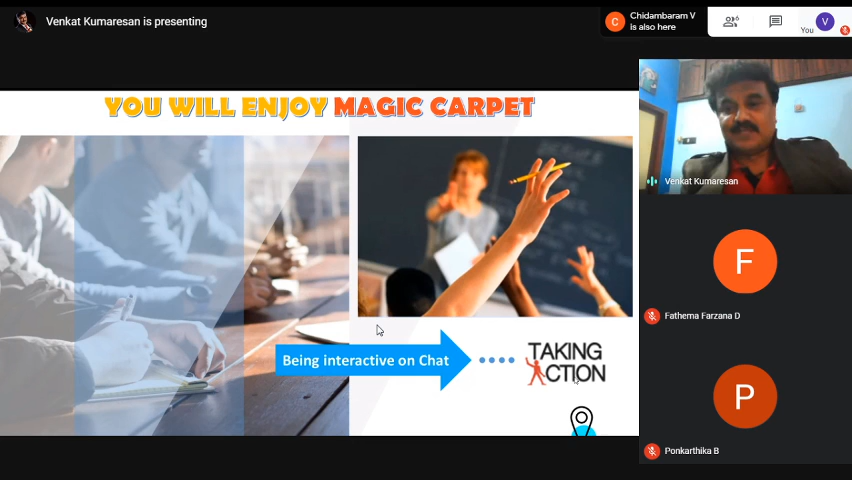 Venkat Kumaresan is presenting
C
Chidambaram V
is also here
6
You
V
YOU WILL ENJOY MAGIC CARPET
Venkat Kumaresan
F
Fathema Farzana D
Being interactive on Chat
TAKING
ACTION
P
Ponkarthika B